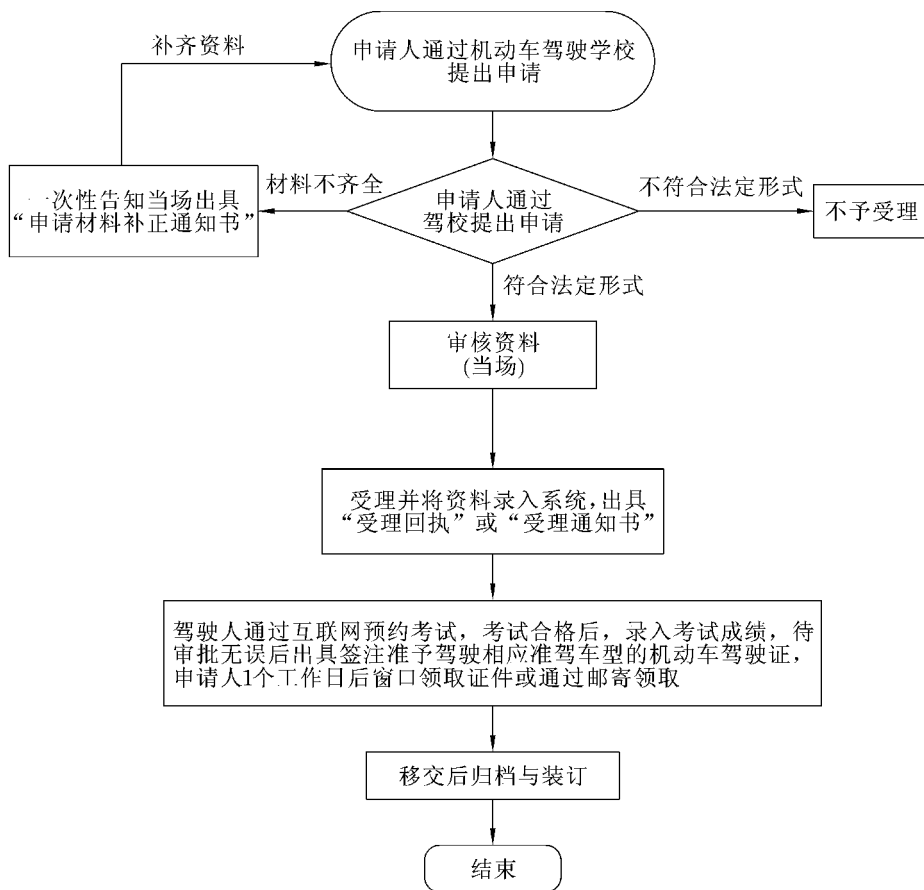 补齐资料
申请人通过机动车驾驶学校
提出申请
一次性告知当场出具
“申请材料补正通知书”
材料不齐全
申请人通过
驾校提出申请
不符合法定形式
不予受理
符合法定形式
审核资料
(当场)
受理并将资料录入系统,出具
“受理回执”或“受理通知书”
驾驶人通过互联网预约考试，考试合格后，录入考试成绩，待
审批无误后出具签注准予驾驶相应准驾车型的机动车驾驶证，
申请人1个工作日后窗口领取证件或通过邮寄领取
移交后归档与装订
结束